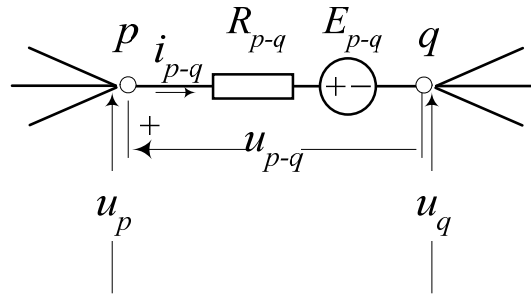 p i_{p-q} R_{p-q} E_{p-q} q
+ −
+
u_{p-q}
u_p u_q